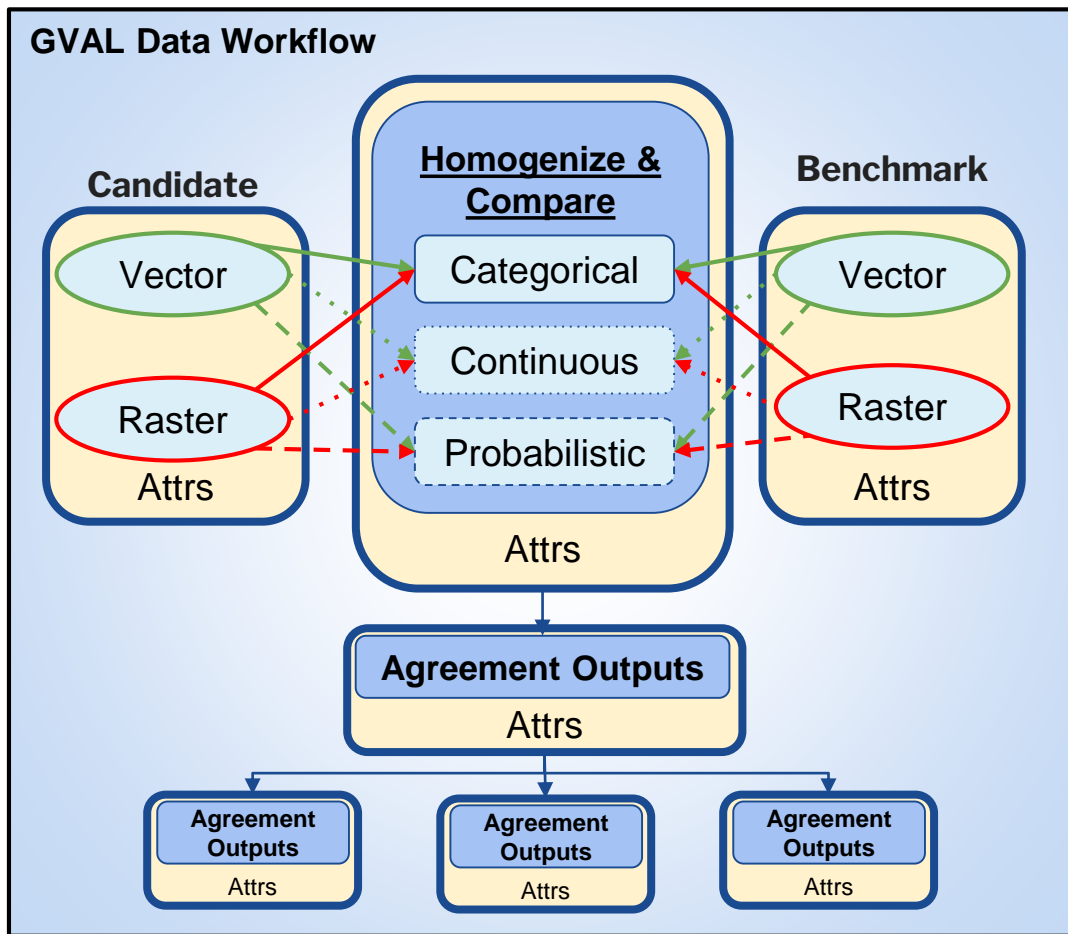 GVAL Data Workflow
Candidate
Vector
Raster
Attrs
Homogenize &
Compare
Categorical
Continuous
Probabilistic
Attrs
Benchmark
Vector
Raster
Attrs
Agreement Outputs
Attrs
Agreement
Outputs
Attrs
Agreement
Outputs
Attrs
Agreement
Outputs
Attrs